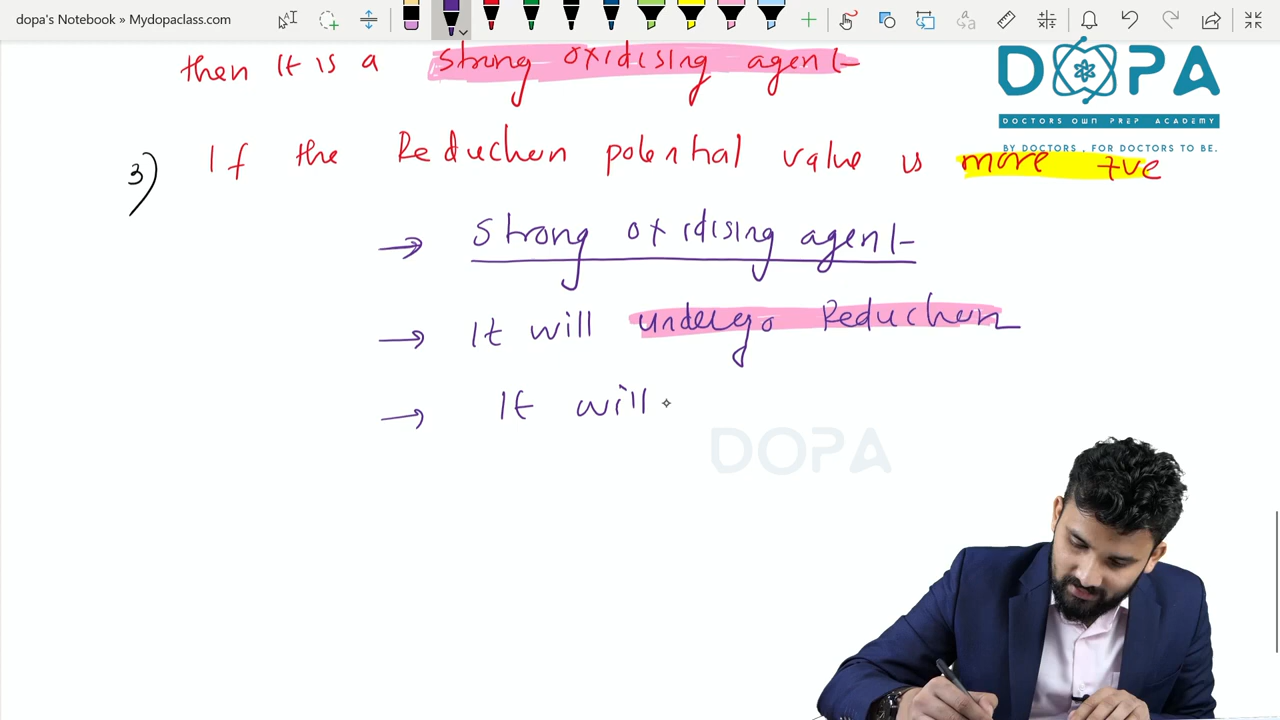 dopa's Notebook » Mydopaclass.com
then it is a strong oxidising agent
DOPA
DOCTORS OWN PREP ACADEMY
BY DOCTORS , FOR DOCTORS TO BE.
3) If the Reduction potential value is more +ve
→ strong oxidising agent
→ It will undergo Reduction
→ It will
DOPA